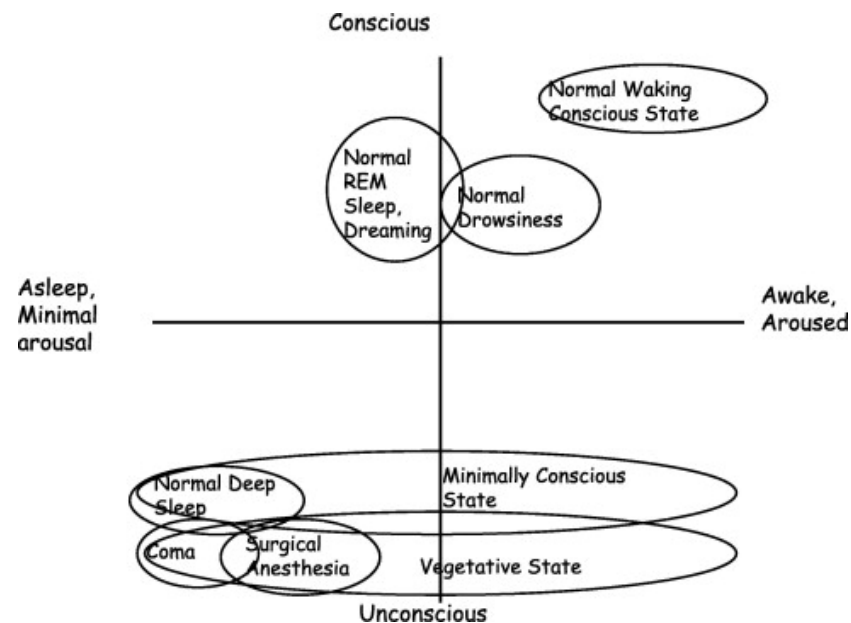 Conscious
Normal Waking
Conscious State
Normal
REM
Sleep,
Dreaming
Normal
Drowsiness
Asleep,
Minimal
arousal
Awake,
Aroused
Normal Deep
Sleep
Minimally Conscious
State
Coma
Surgical
Anesthesia
Vegetative State
Unconscious